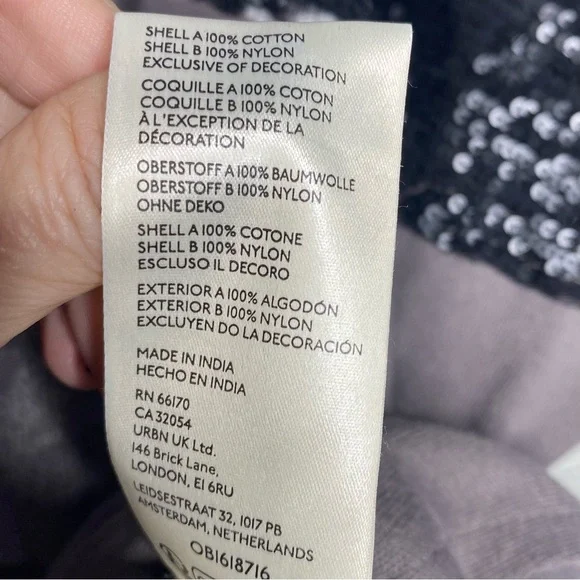 SHELL A 100% COTTON
SHELL B 100% NYLON
EXCLUSIVE OF DECORATION
COQUILLE A 100% COTON
COQUILLE B 100% NYLON
À L'EXCEPTION DE LA
DÉCORATION
OBERSTOFF A 100% BAUMWOLLE
OBERSTOFF B 100% NYLON
OHNE DEKO
SHELL A 100% COTONE
SHELL B 100% NYLON
ESCLUSO IL DECORO
EXTERIOR A 100% ALGODÓN
EXTERIOR B 100% NYLON
EXCLUYEN DO LA DECORACIÓN
MADE IN INDIA
HECHO EN INDIA
RN 66170
CA 32054
URBN UK Ltd.
146 Brick Lane,
LONDON, E1 6RU
LEIDSESTRAAT 32, 1017 PB
AMSTERDAM, NETHERLANDS
OB1618716